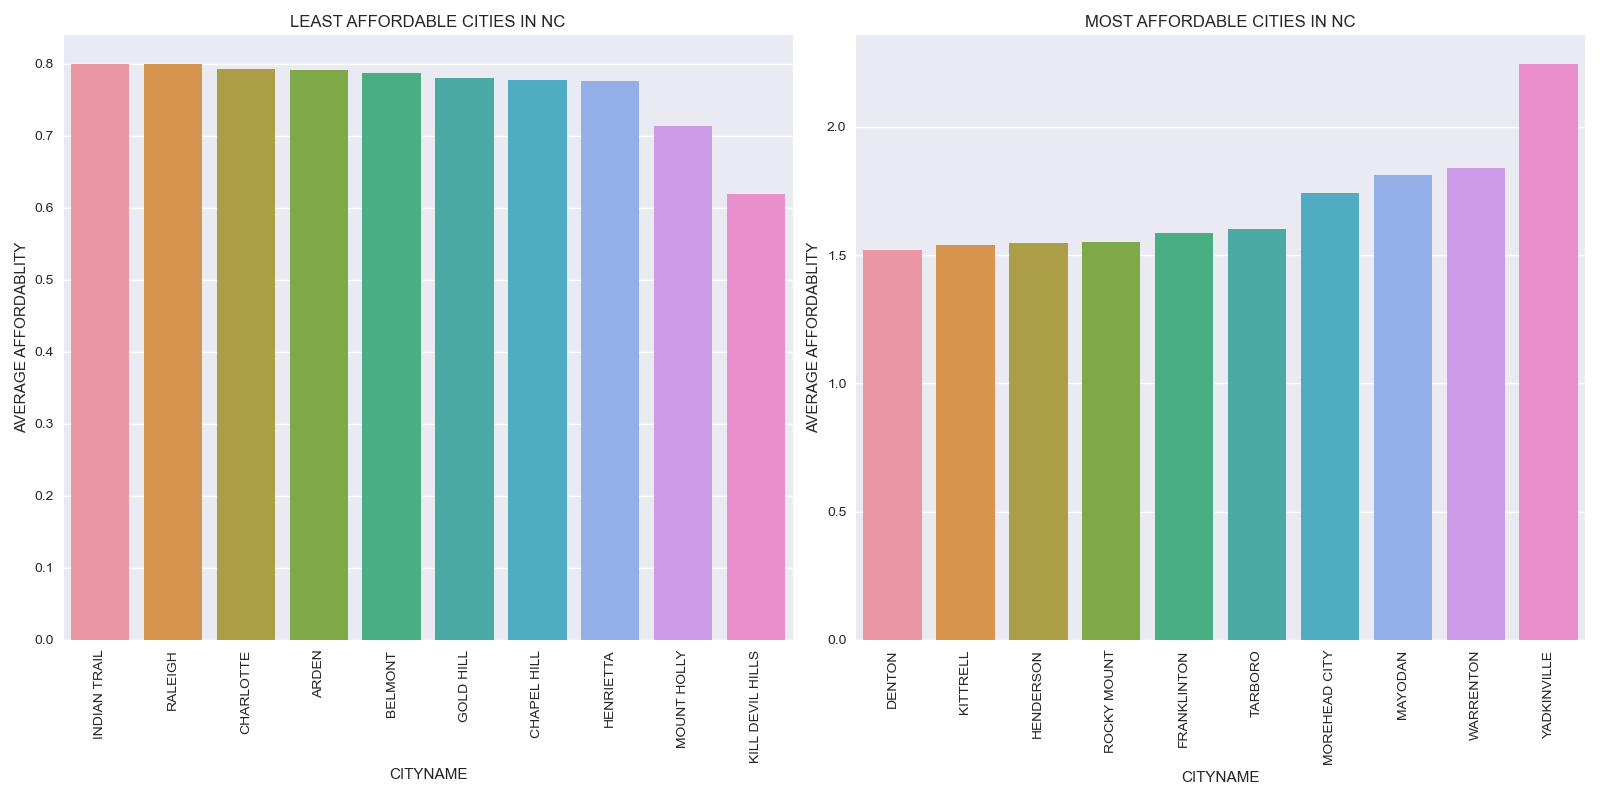 LEAST AFFORDABLE CITIES IN NC
AVERAGE AFFORDABLITY
0.8
0.7
0.6
0.5
0.4
0.3
0.2
0.1
0.0
INDIAN TRAIL
RALEIGH
CHARLOTTE
ARDEN
BELMONT
GOLD HILL
CHAPEL HILL
HENRIETTA
MOUNT HOLLY
KILL DEVIL HILLS
CITYNAME
MOST AFFORDABLE CITIES IN NC
AVERAGE AFFORDABLITY
2.0
1.5
1.0
0.5
0.0
DENTON
KITTRELL
HENDERSON
ROCKY MOUNT
FRANKLINTON
TARBORO
MOREHEAD CITY
MAYODAN
WARRENTON
YADKINVILLE
CITYNAME